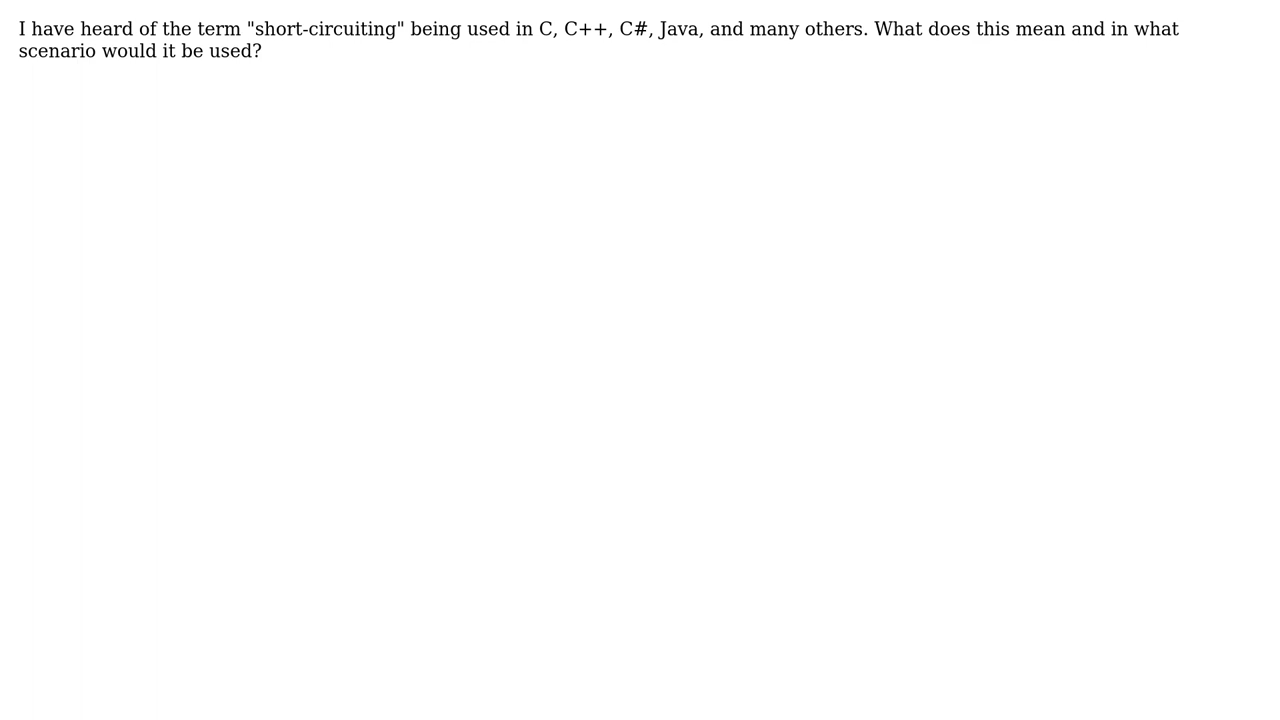 I have heard of the term "short-circuiting" being used in C, C++, C#, Java, and many others. What does this mean and in what
scenario would it be used?